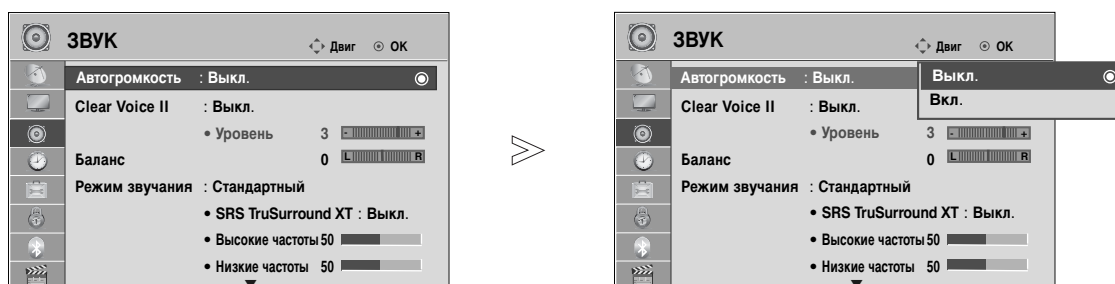 ЗВУК Двиг ОК
Автогромкость : Выкл.
Clear Voice II : Выкл.
• Уровень 3 - +
Баланс 0 L R
Режим звучания : Стандартный
• SRS TruSurround XT : Выкл.
• Высокие частоты 50
• Низкие частоты 50
ЗВУК Двиг ОК
Автогромкость : Выкл.
Выкл.
Вкл.
Clear Voice II : Выкл.
• Уровень 3 - +
Баланс 0 L R
Режим звучания : Стандартный
• SRS TruSurround XT : Выкл.
• Высокие частоты 50
• Низкие частоты 50